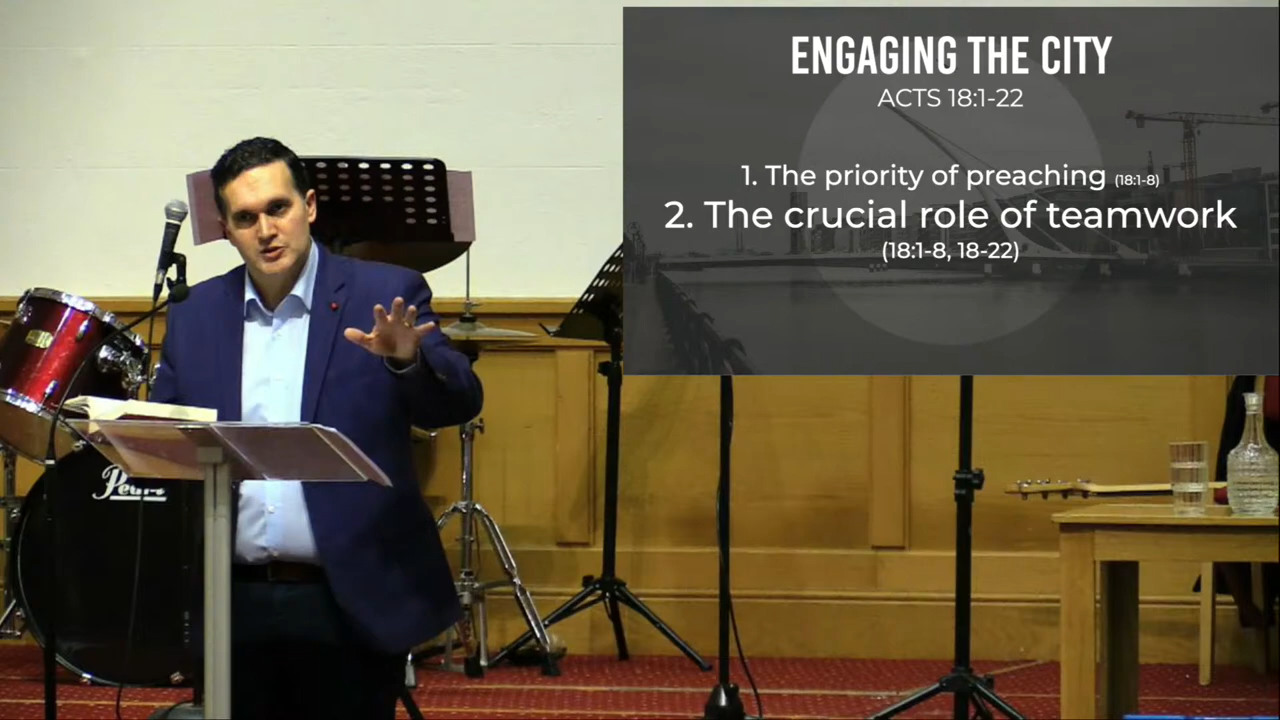 ENGAGING THE CITY
ACTS 18:1-22
1. The priority of preaching (18:1-8)
2. The crucial role of teamwork
(18:1-8, 18-22)
Pearl